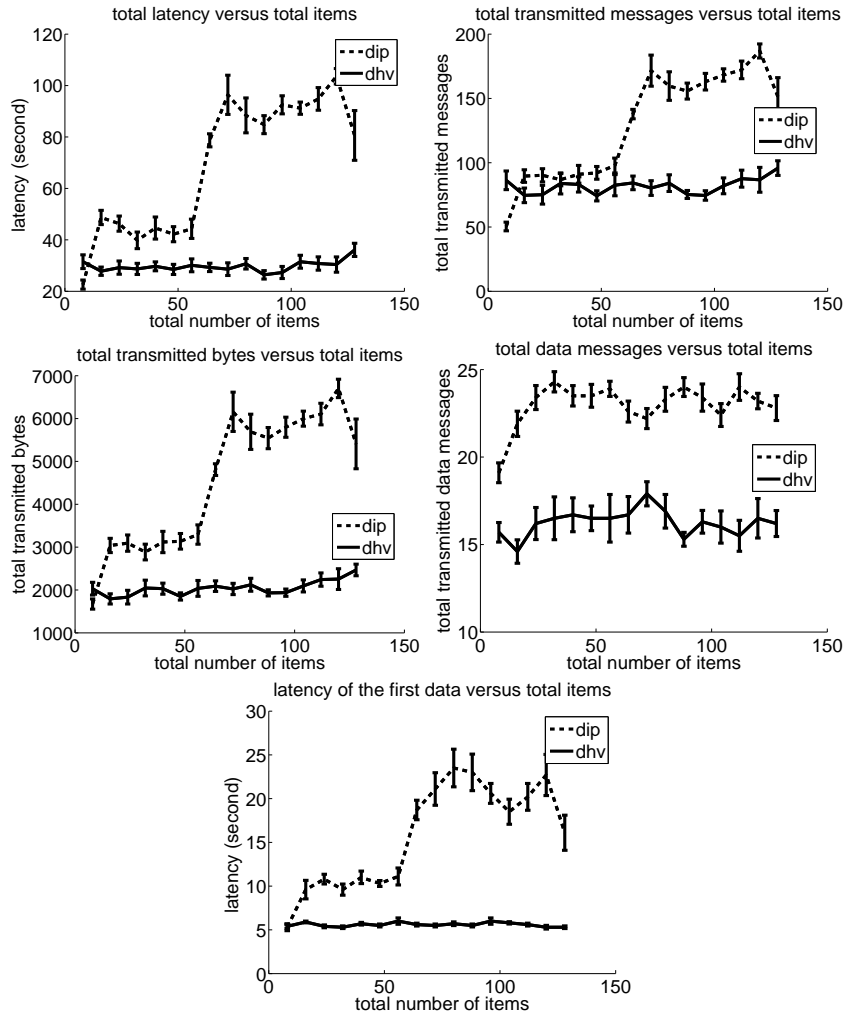 total latency versus total items
120
100
80
60
40
20
0
50
100
150
latency (second)
total number of items
dip
dhv
total transmitted messages versus total items
200
150
100
50
0
0
50
100
150
total transmitted messages
total number of items
dip
dhv
total transmitted bytes versus total items
7000
6000
5000
4000
3000
2000
1000
0
50
100
150
total transmitted bytes
total number of items
dip
dhv
total data messages versus total items
25
20
15
10
0
50
100
150
total transmitted data messages
total number of items
dip
dhv
latency of the first data versus total items
30
25
20
15
10
5
0
0
50
100
150
latency (second)
total number of items
dip
dhv